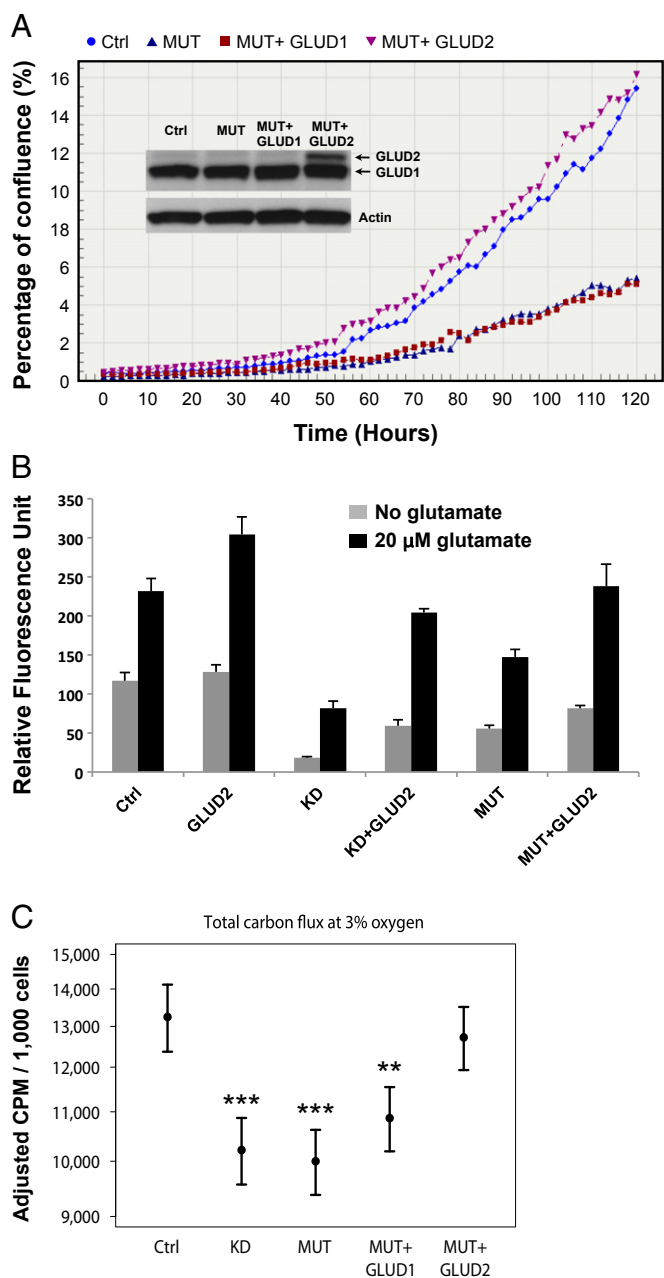 A
Ctrl MUT MUT+ GLUD1 MUT+ GLUD2
Percentage of confluence (%)
16
14
12
10
8
6
4
2
0
Ctrl MUT MUT+ GLUD1 MUT+ GLUD2
GLUD2
GLUD1
Actin
0 10 20 30 40 50 60 70 80 90 100 110 120
Time (Hours)
B
Relative Fluorescence Unit
350
300
250
200
150
100
50
0
No glutamate
20 µM glutamate
Ctrl GLUD2 KD KD+GLUD2 MUT MUT+GLUD2
C
Total carbon flux at 3% oxygen
Adjusted CPM / 1,000 cells
15,000
14,000
13,000
12,000
11,000
10,000
9,000
*** *** **
Ctrl KD MUT MUT+ MUT+
GLUD1 GLUD2